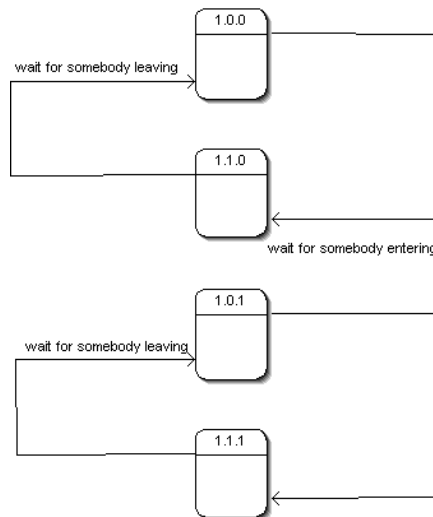 1.0.0
wait for somebody leaving
1.1.0
wait for somebody entering
1.0.1
wait for somebody leaving
1.1.1